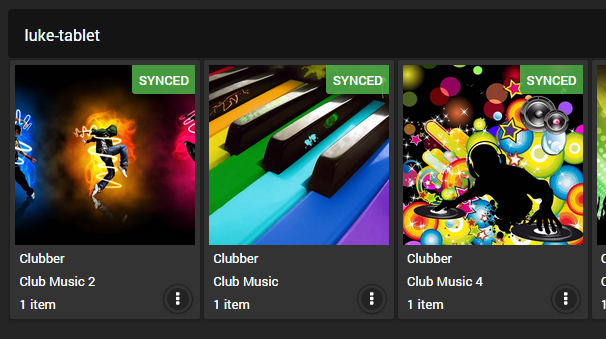 luke-tablet
SYNCED
SYNCED
SYNCED
Clubber
Club Music 2
1 item
Clubber
Club Music
1 item
Clubber
Club Music 4
1 item